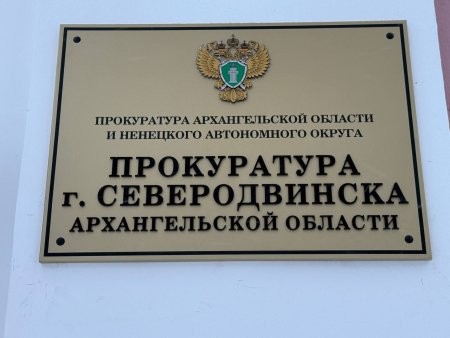 ПРОКУРАТУРА АРХАНГЕЛЬСКОЙ ОБЛАСТИ
И НЕНЕЦКОГО АВТОНОМНОГО ОКРУГА
ПРОКУРАТУРА
г. СЕВЕРОДВИНСКА
АРХАНГЕЛЬСКОЙ ОБЛАСТИ